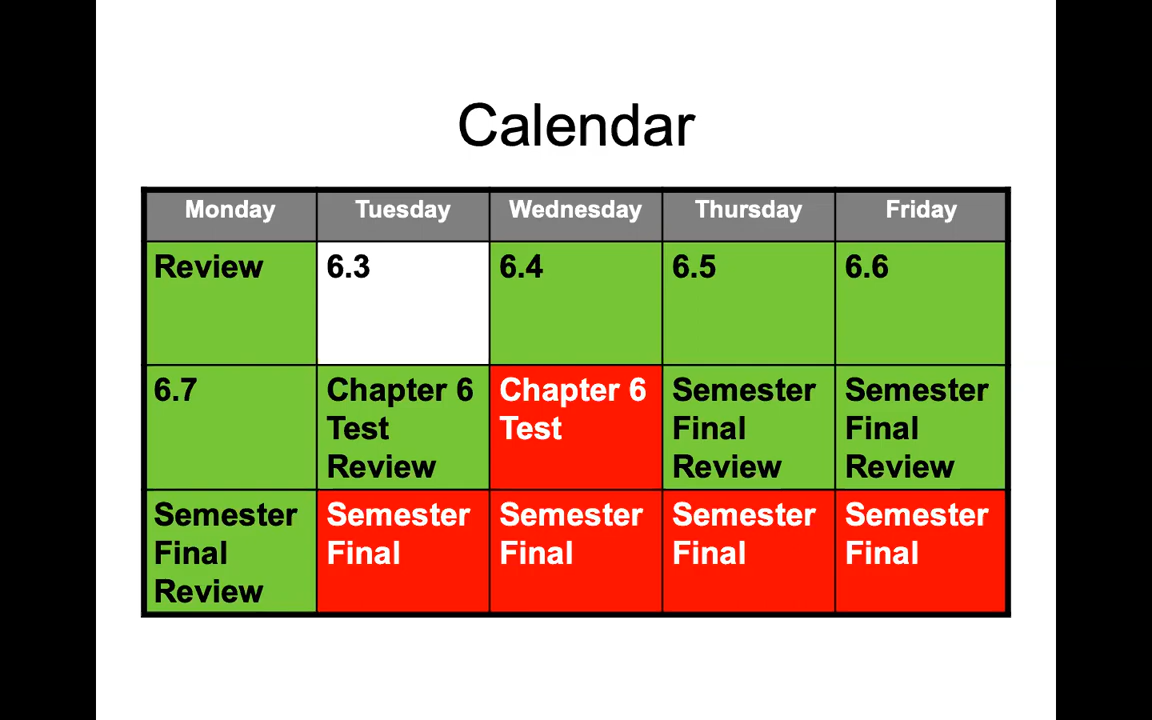 Calendar
Monday Tuesday Wednesday Thursday Friday
Review 6.3 6.4 6.5 6.6
6.7 Chapter 6 Chapter 6 Semester Semester
Test Test Final Final
Review Review Review
Semester Semester Semester Semester Semester
Final Final Final Final Final
Review